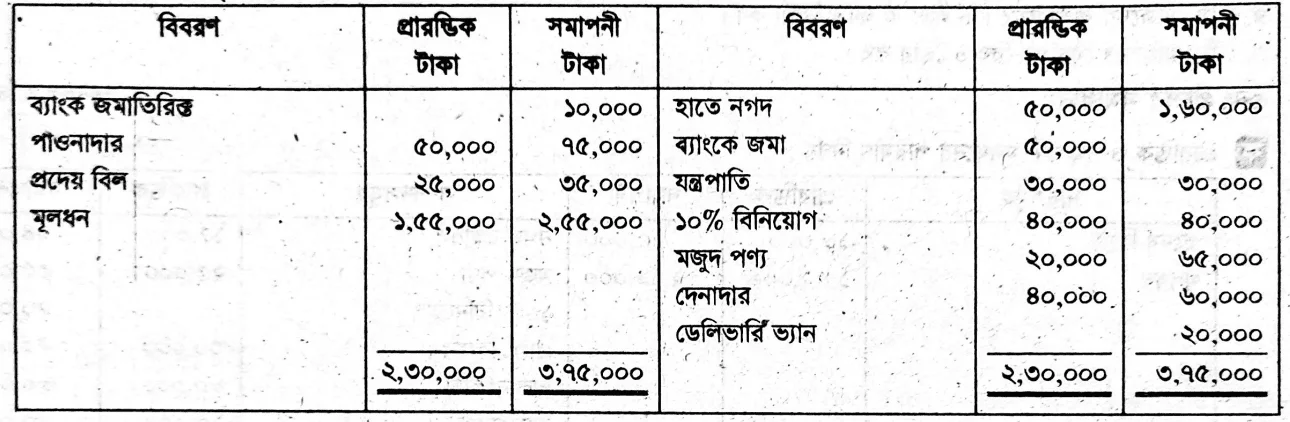 বিবরণ প্রারম্ভিক টাকা সমাপনী টাকা বিবরণ প্রারম্ভিক টাকা সমাপনী টাকা
ব্যাংক জমাতিরিক্ত ১০,০০০ হাতে নগদ ৫০,০০০ ১,৬০,০০০
পাওনাদার ৫০,০০০ ৭৫,০০০ ব্যাংকে জমা ৫০,০০০
প্রদেয় বিল ২৫,০০০ ৩৫,০০০ যন্ত্রপাতি ৩০,০০০ ৩০,০০০
মূলধন ১,৫৫,০০০ ২,৫৫,০০০ ১০% বিনিয়োগ ৪০,০০০ ৪০,০০০
মজুদ পণ্য ২০,০০০ ৬৫,০০০
দেনাদার ৪০,০০০ ৬০,০০০
ডেলিভারি ভ্যান ২০,০০০
২,৩০,০০০ ৩,৭৫,০০০ ২,৩০,০০০ ৩,৭৫,০০০